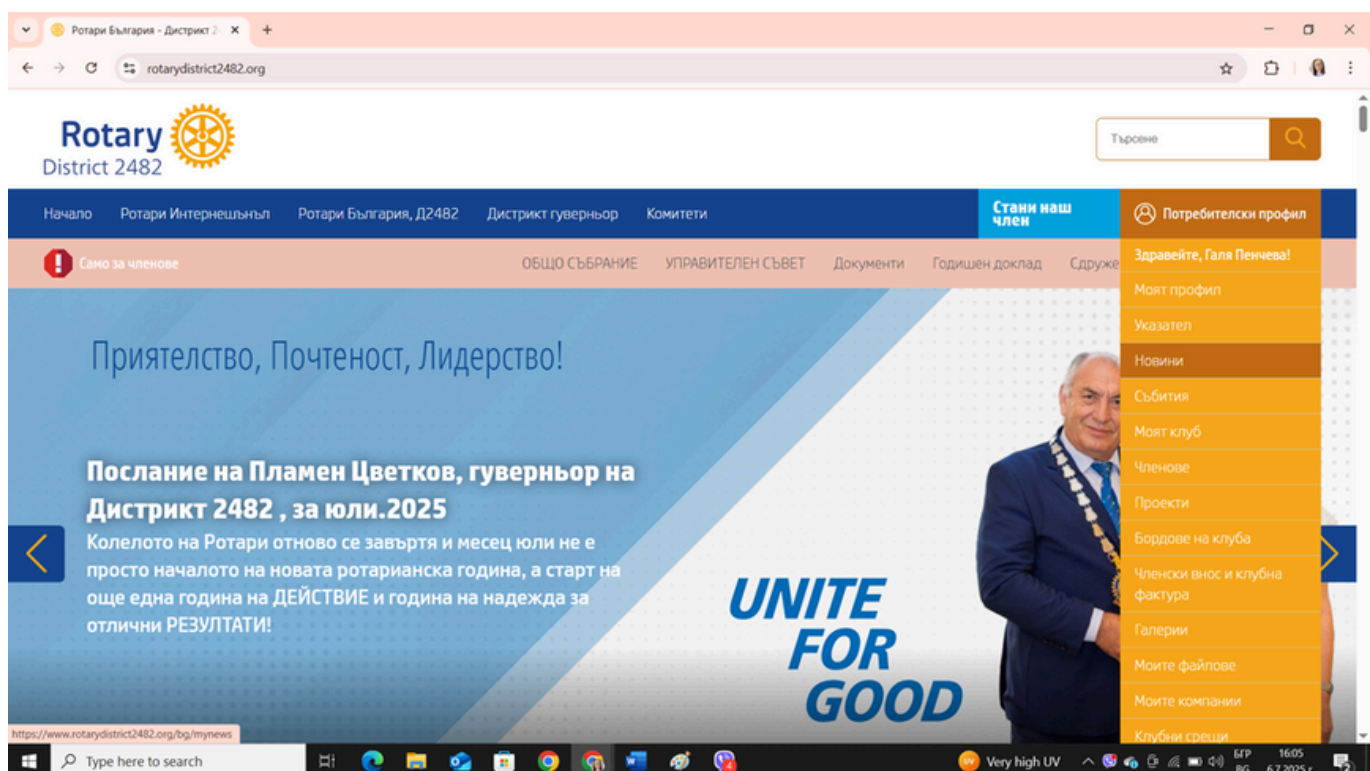 Ротари България - Дистрикт 2
rotarydistrict2482.org
Rotary
District 2482
Търсене
Начало Ротари Интернешънъл Ротари България, Д2482 Дистрикт гуверньор Комитети
Стани наш
член
Потребителски профил
Само за членове
ОБЩО СЪБРАНИЕ УПРАВИТЕЛЕН СЪВЕТ Документи Годишен доклад Сдруже
Здравейте, Галя Пенчева!
Моят профил
Указател
Новини
Събития
Моят клуб
Членове
Проекти
Бордове на клуба
Членски внос и клубна
фактура
Галерии
Моите файлове
Моите компании
Клубни срещи
Приятелство, Почтеност, Лидерство!
Послание на Пламен Цветков, гуверньор на
Дистрикт 2482 , за юли.2025
Колелото на Ротари отново се завъртя и месец юли не е
просто началото на новата ротарианска година, а старт на
още една година на ДЕЙСТВИЕ и година на надежда за
отлични РЕЗУЛТАТИ!
UNITE
FOR
GOOD
https://www.rotarydistrict2482.org/bg/mynews
Type here to search
Very high UV
БГР
BG
16:05
6.7.2025 г.